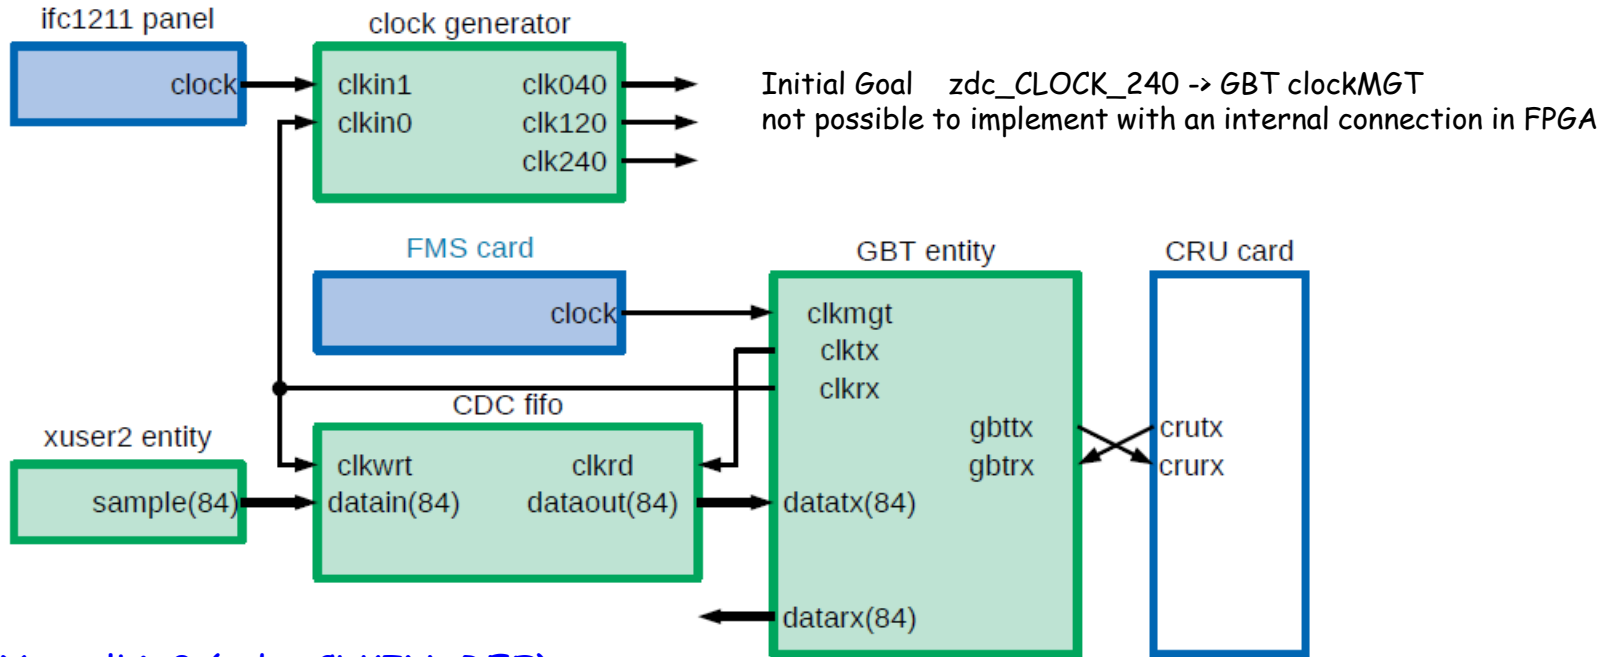 ifc1211 panel
clock
clock generator
clkin1
clkin0
clk040
clk120
clk240
Initial Goal zdc_CLOCK_240 -> GBT clockMGT
not possible to implement with an internal connection in FPGA
FMS card
clock
GBT entity
clkmgt
clktx
clkrx
gbttx
gbtrx
datatx(84)
datarx(84)
CRU card
crutx
crurx
CDC fifo
clkwrt
datain(84)
clkrd
dataout(84)
xuser2 entity
sample(84)